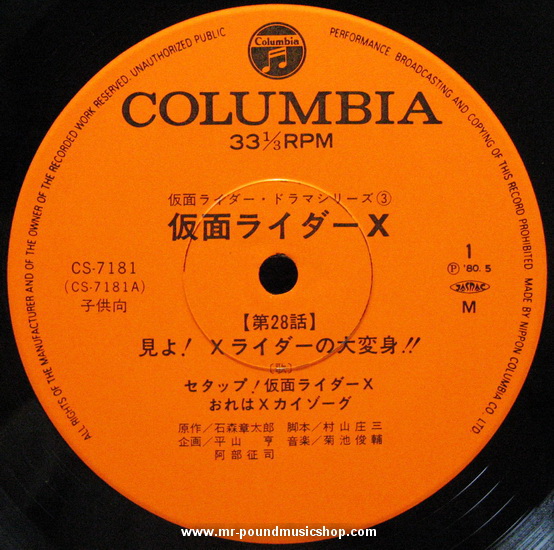 ALL RIGHTS OF THE MANUFACTURER AND OF THE OWNER OF THE RECORDED WORK RESERVED. UNAUTHORIZED PUBLIC PERFORMANCE BROADCASTING AND COPYING OF THIS RECORD PROHIBITED MADE BY NIPPON COLUMBIA CO. LTD
Columbia
COLUMBIA
33 1/3 RPM
仮面ライダー・ドラマシリーズ③
仮面ライダーX
CS-7181
(CS-7181A)
子供向
1
Ⓟ '80.5
JASRAC
M
【第28話】
見よ! Xライダーの大変身!!
(歌)
セタップ!仮面ライダーX
おれはXカイゾーグ
原作/石森章太郎 脚本/村山庄三
企画/平山 亨 音楽/菊池俊輔
阿部征司
www.mr-poundmusicshop.com